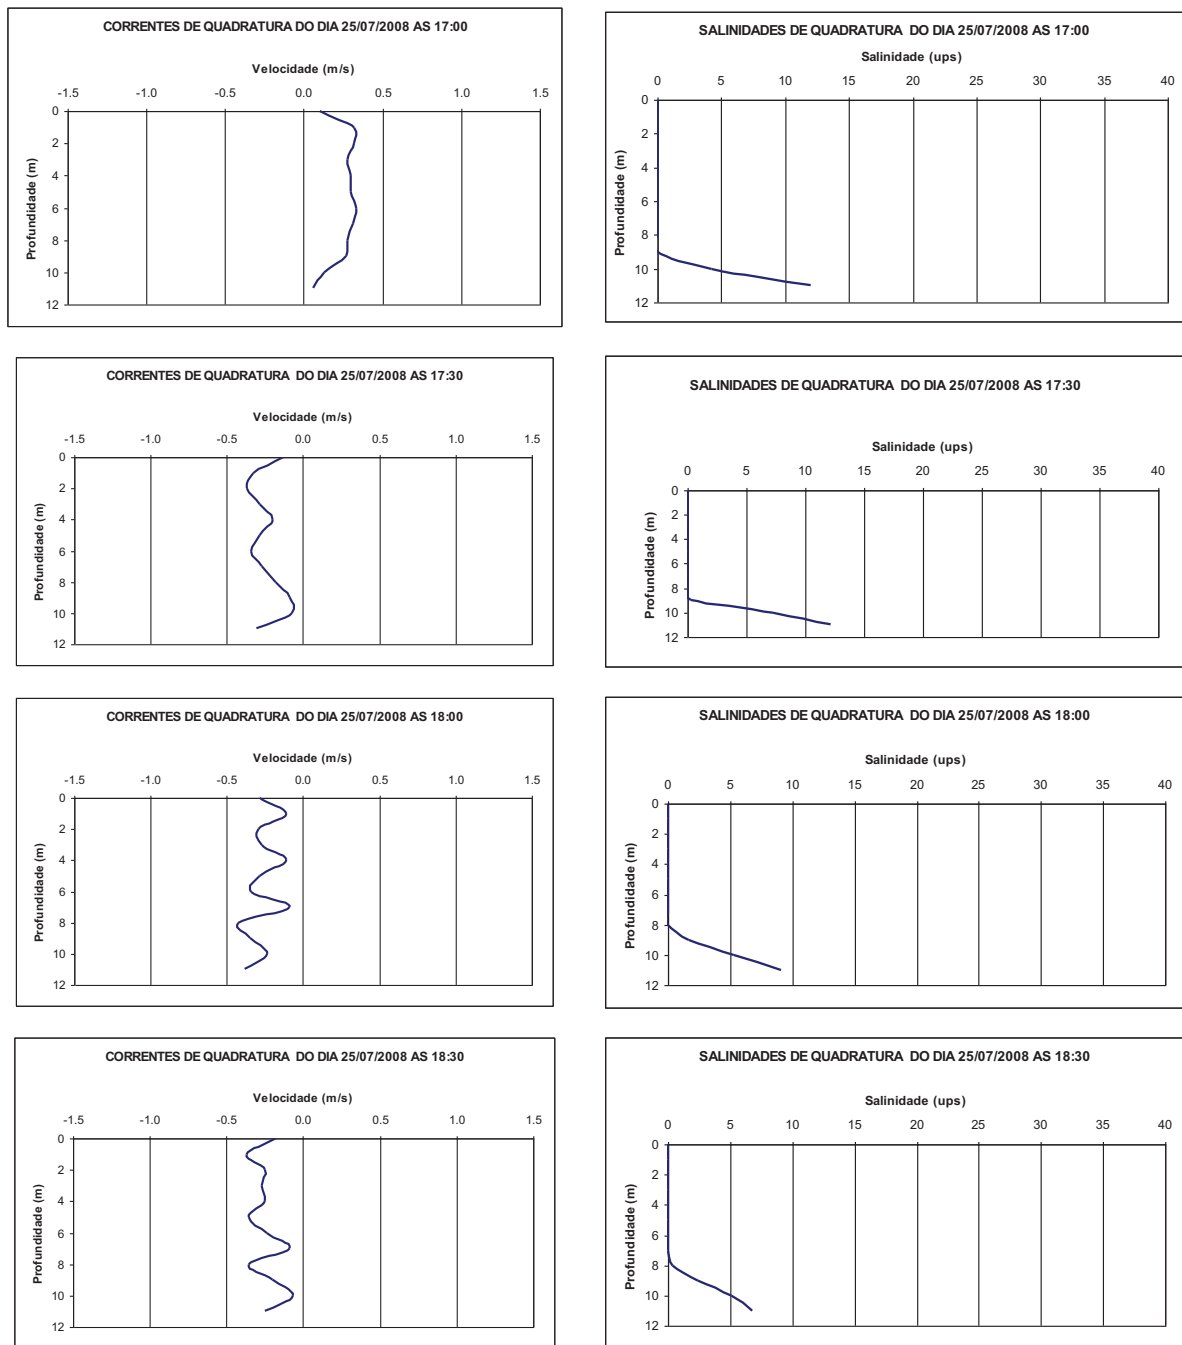 CORRENTES DE QUADRATURA DO DIA 25/07/2008 AS 17:00
Velocidade (m/s)
-1.5 -1.0 -0.5 0.0 0.5 1.0 1.5
0
2
4
6
8
10
12
Profundidade (m)
SALINIDADES DE QUADRATURA DO DIA 25/07/2008 AS 17:00
Salinidade (ups)
0 5 10 15 20 25 30 35 40
0
2
4
6
8
10
12
Profundidade (m)
CORRENTES DE QUADRATURA DO DIA 25/07/2008 AS 17:30
Velocidade (m/s)
-1.5 -1.0 -0.5 0.0 0.5 1.0 1.5
0
2
4
6
8
10
12
Profundidade (m)
SALINIDADES DE QUADRATURA DO DIA 25/07/2008 AS 17:30
Salinidade (ups)
0 5 10 15 20 25 30 35 40
0
2
4
6
8
10
12
Profundidade (m)
CORRENTES DE QUADRATURA DO DIA 25/07/2008 AS 18:00
Velocidade (m/s)
-1.5 -1.0 -0.5 0.0 0.5 1.0 1.5
0
2
4
6
8
10
12
Profundidade (m)
SALINIDADES DE QUADRATURA DO DIA 25/07/2008 AS 18:00
Salinidade (ups)
0 5 10 15 20 25 30 35 40
0
2
4
6
8
10
12
Profundidade (m)
CORRENTES DE QUADRATURA DO DIA 25/07/2008 AS 18:30
Velocidade (m/s)
-1.5 -1.0 -0.5 0.0 0.5 1.0 1.5
0
2
4
6
8
10
12
Profundidade (m)
SALINIDADES DE QUADRATURA DO DIA 25/07/2008 AS 18:30
Salinidade (ups)
0 5 10 15 20 25 30 35 40
0
2
4
6
8
10
12
Profundidade (m)